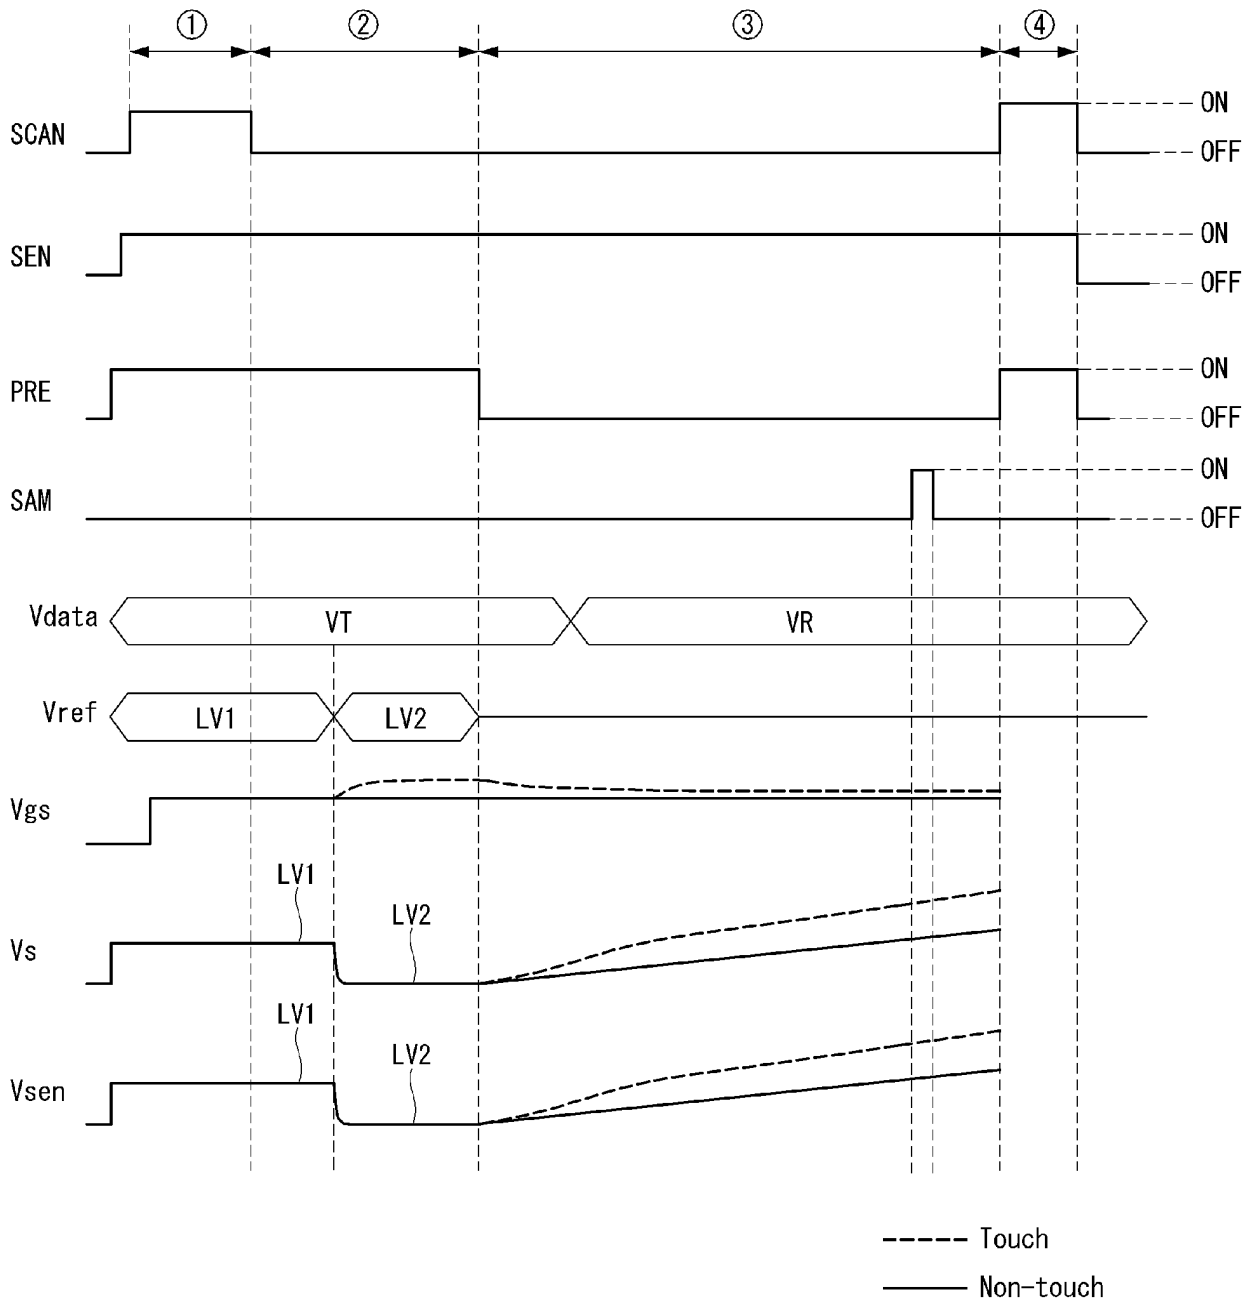 ① ② ③ ④
SCAN ON
OFF
SEN ON
OFF
PRE ON
OFF
SAM ON
OFF
Vdata VT VR
Vref LV1 LV2
Vgs
LV1
LV2
Vs
LV1
LV2
Vsen
Touch
Non-touch